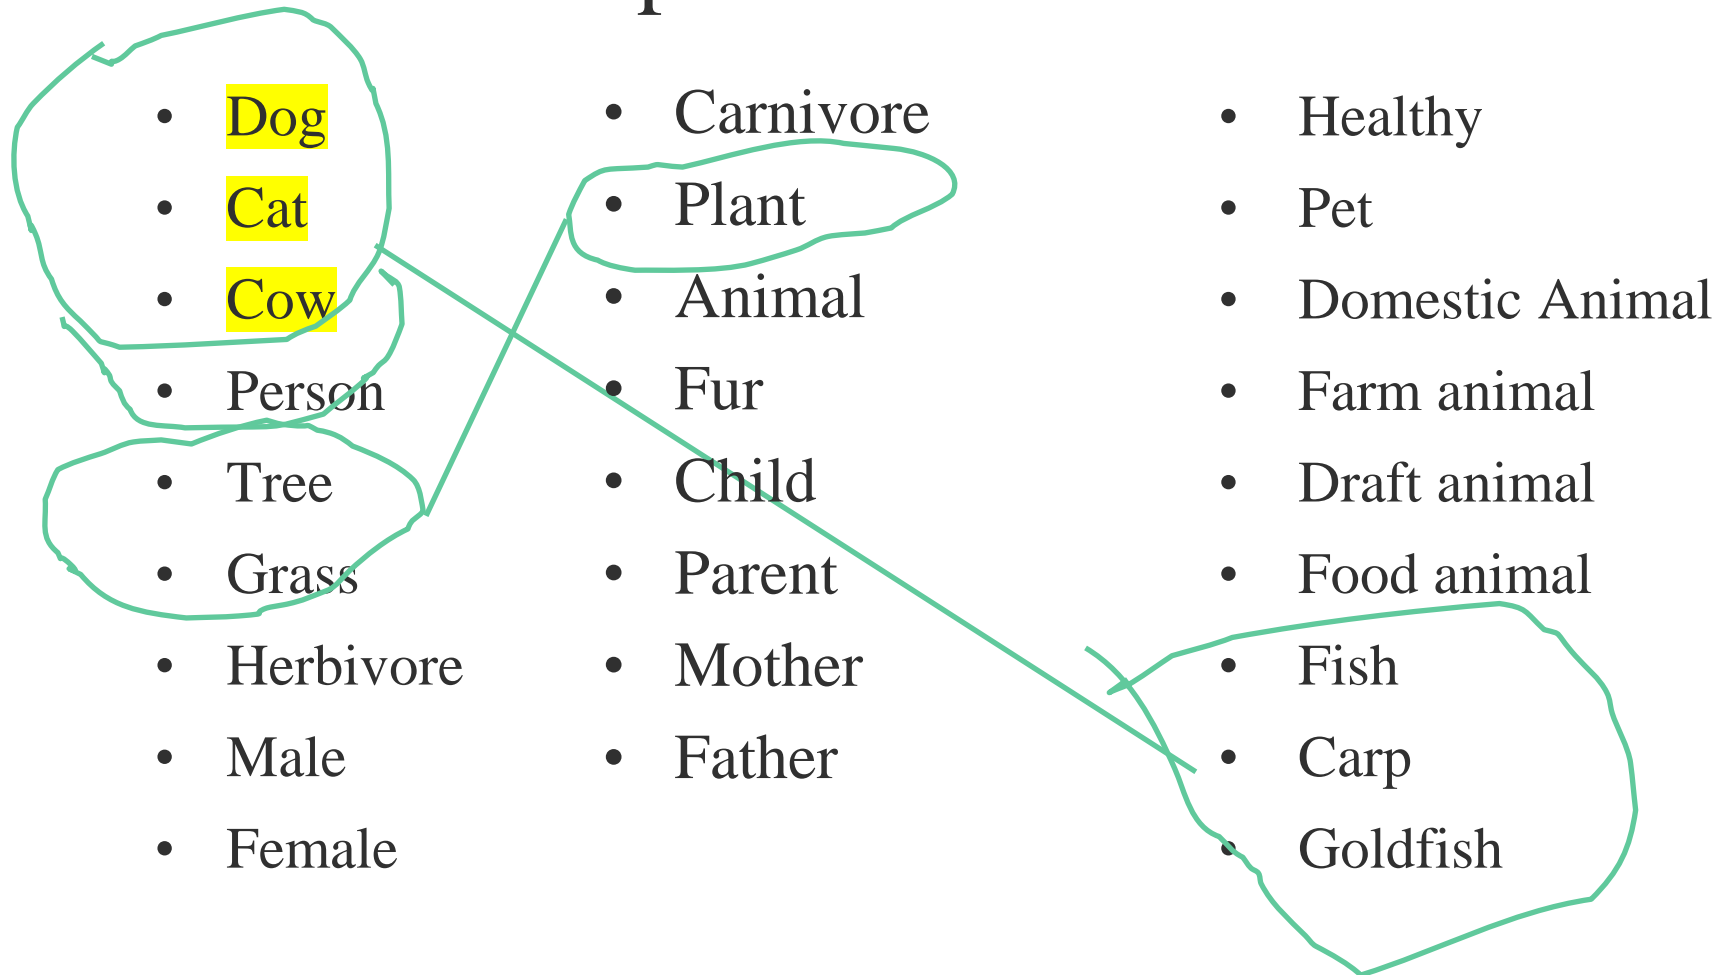 • Dog
• Cat
• Cow
• Person
• Tree
• Grass
• Herbivore
• Male
• Female
• Carnivore
• Plant
• Animal
• Fur
• Child
• Parent
• Mother
• Father
• Healthy
• Pet
• Domestic Animal
• Farm animal
• Draft animal
• Food animal
• Fish
• Carp
• Goldfish